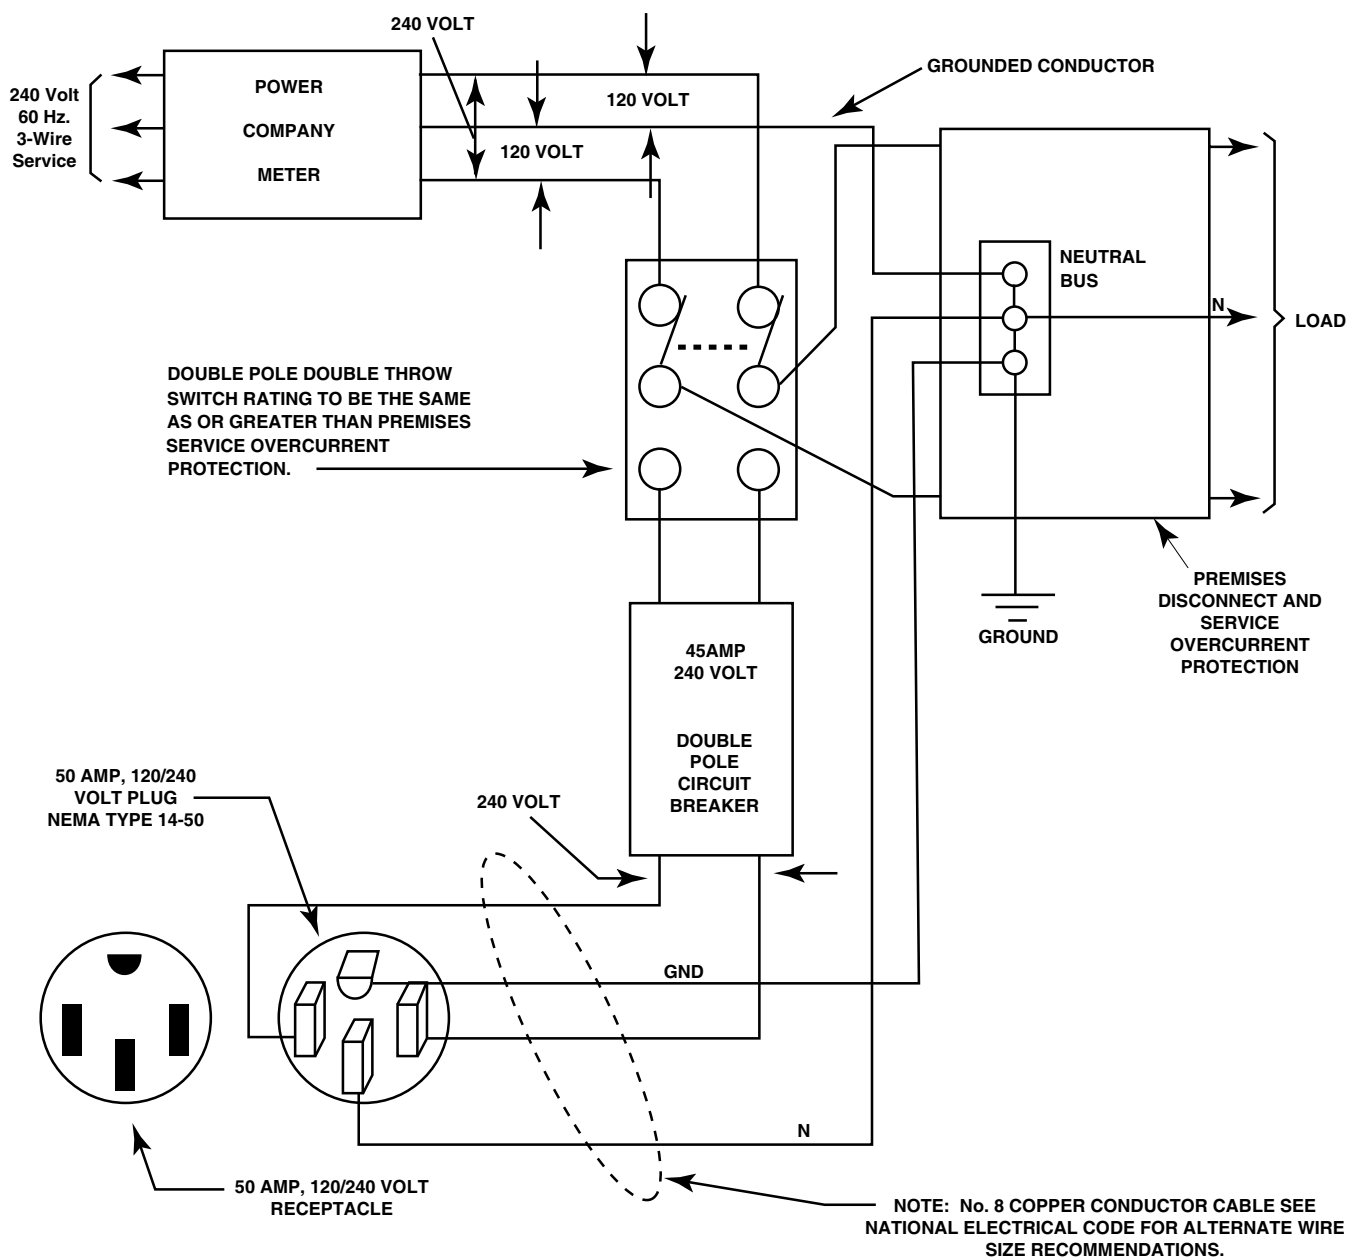 240 VOLT
GROUNDED CONDUCTOR
240 Volt
60 Hz.
3-Wire
Service
POWER
COMPANY
METER
120 VOLT
120 VOLT
NEUTRAL
BUS
N
LOAD
DOUBLE POLE DOUBLE THROW
SWITCH RATING TO BE THE SAME
AS OR GREATER THAN PREMISES
SERVICE OVERCURRENT
PROTECTION.
GROUND
PREMISES
DISCONNECT AND
SERVICE
OVERCURRENT
PROTECTION
45AMP
240 VOLT
DOUBLE
POLE
CIRCUIT
BREAKER
50 AMP, 120/240
VOLT PLUG
NEMA TYPE 14-50
240 VOLT
GND
N
50 AMP, 120/240 VOLT
RECEPTACLE
NOTE: No. 8 COPPER CONDUCTOR CABLE SEE
NATIONAL ELECTRICAL CODE FOR ALTERNATE WIRE
SIZE RECOMMENDATIONS.